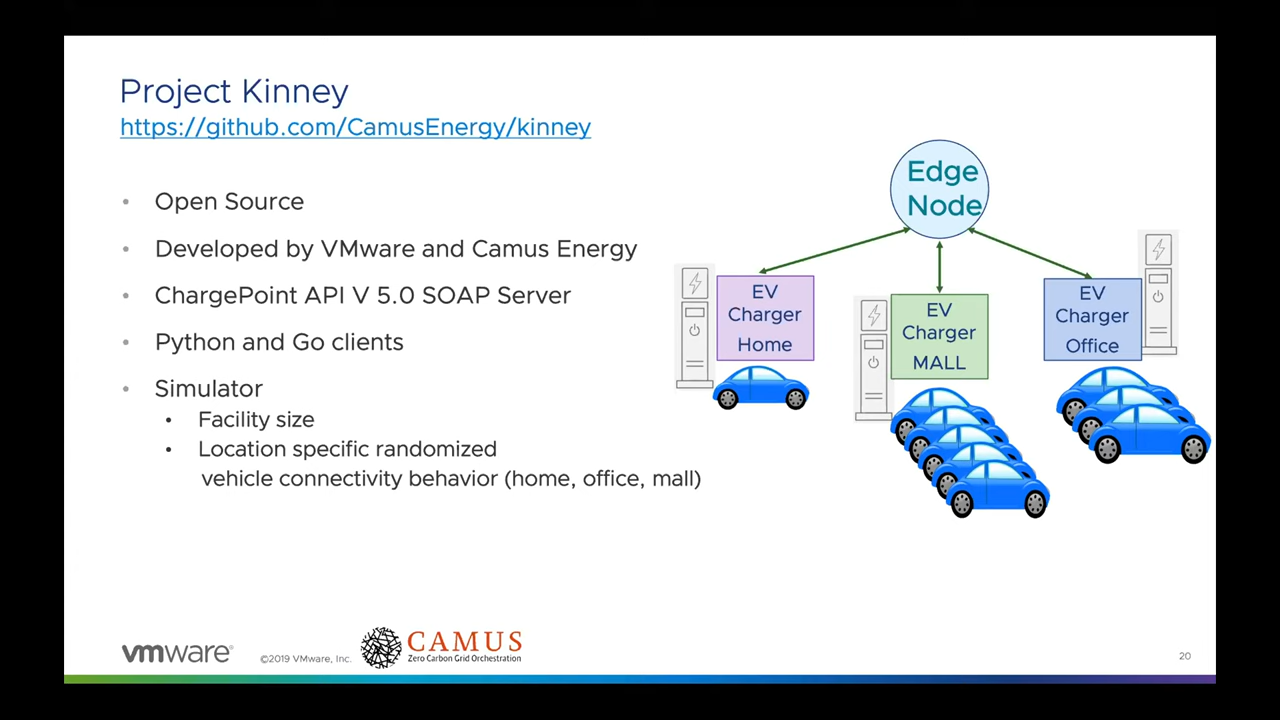 Project Kinney
https://github.com/CamusEnergy/kinney
• Open Source
• Developed by VMware and Camus Energy
• ChargePoint API V 5.0 SOAP Server
• Python and Go clients
• Simulator
• Facility size
• Location specific randomized
vehicle connectivity behavior (home, office, mall)
Edge
Node
EV
Charger
Home
EV
Charger
MALL
EV
Charger
Office
vmware®
©2019 VMware, Inc.
CAMUS
Zero Carbon Grid Orchestration
20